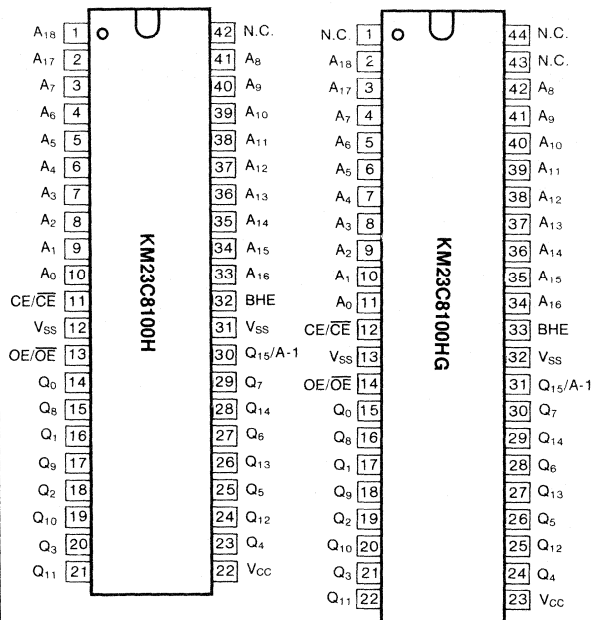 A18 1 42 N.C.
A17 2 41 A8
A7 3 40 A9
A6 4 39 A10
A5 5 38 A11
A4 6 37 A12
A3 7 36 A13
A2 8 35 A14
A1 9 34 A15
A0 10 33 A16
CE/C̅E̅ 11 32 BHE
VSS 12 31 VSS
OE/O̅E̅ 13 30 Q15/A-1
Q0 14 29 Q7
Q8 15 28 Q14
Q1 16 27 Q6
Q9 17 26 Q13
Q2 18 25 Q5
Q10 19 24 Q12
Q3 20 23 Q4
Q11 21 22 VCC
KM23C8100H
N.C. 1 44 N.C.
A18 2 43 N.C.
A17 3 42 A8
A7 4 41 A9
A6 5 40 A10
A5 6 39 A11
A4 7 38 A12
A3 8 37 A13
A2 9 36 A14
A1 10 35 A15
A0 11 34 A16
CE/C̅E̅ 12 33 BHE
VSS 13 32 VSS
OE/O̅E̅ 14 31 Q15/A-1
Q0 15 30 Q7
Q8 16 29 Q14
Q1 17 28 Q6
Q9 18 27 Q13
Q2 19 26 Q5
Q10 20 25 Q12
Q3 21 24 Q4
Q11 22 23 VCC
KM23C8100HG